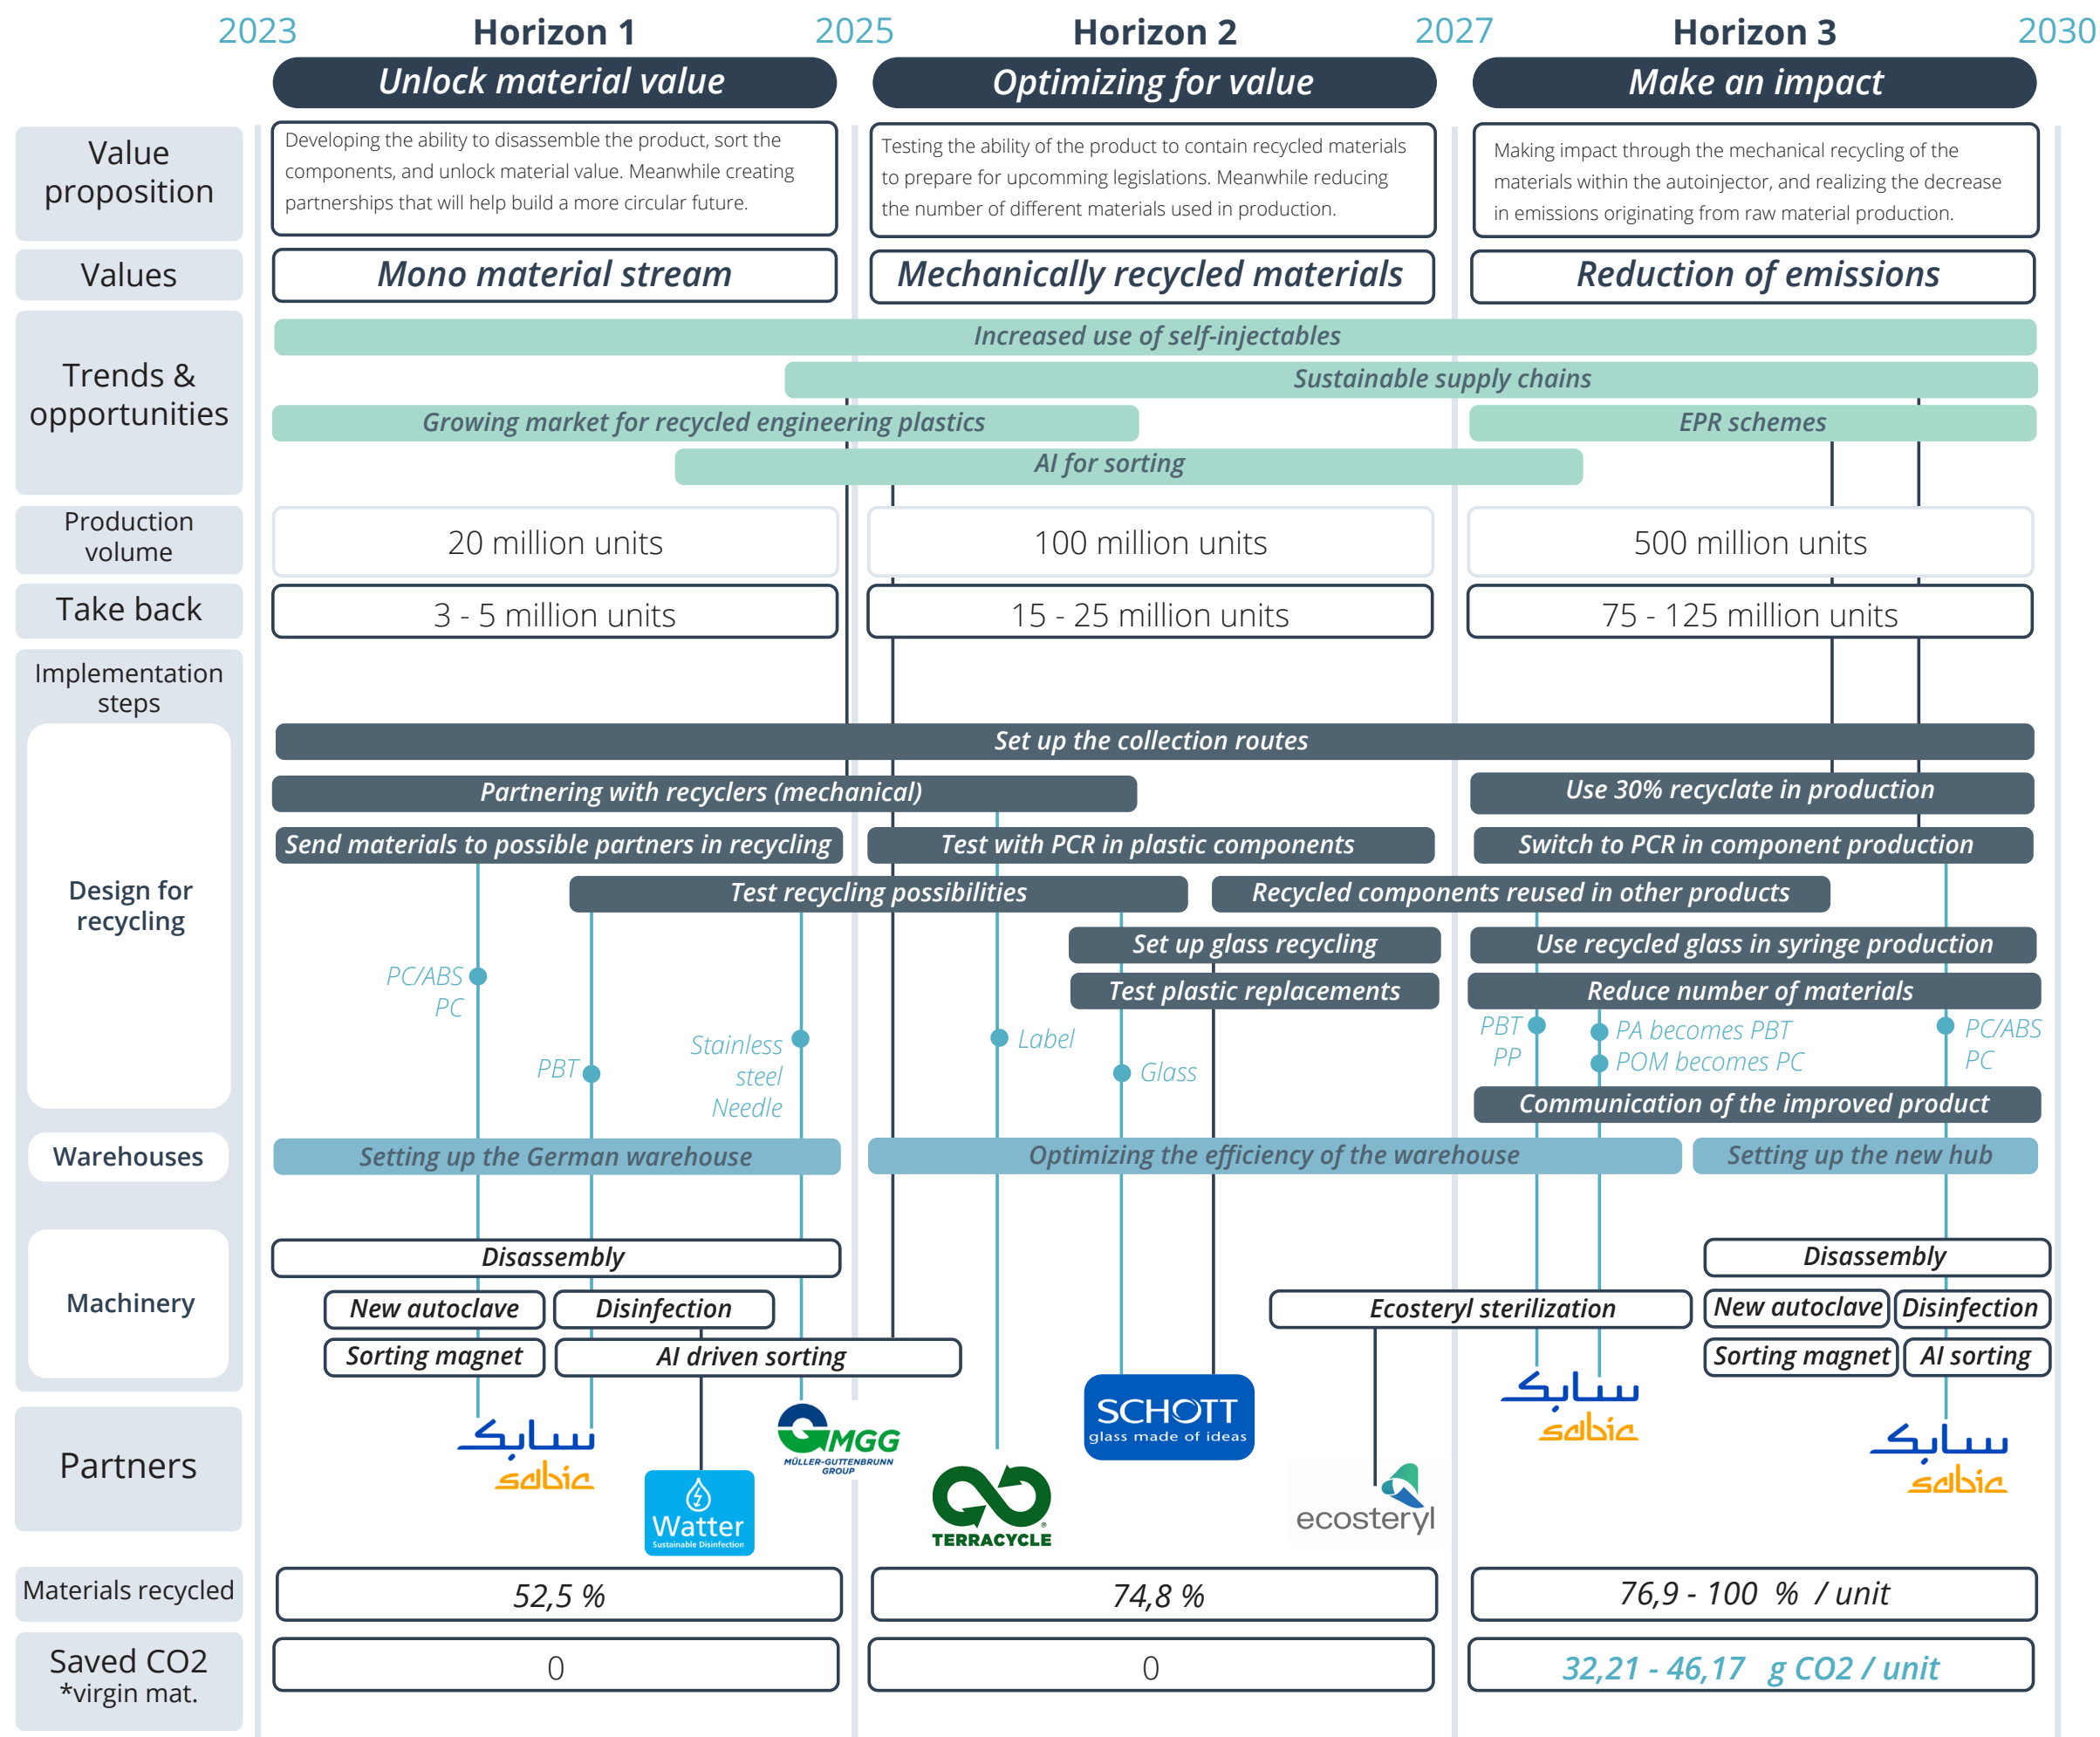 2023
Horizon 1
2025
Horizon 2
2027
Horizon 3
2030
Unlock material value
Optimizing for value
Make an impact
Value
proposition
Developing the ability to disassemble the product, sort the
components, and unlock material value. Meanwhile creating
partnerships that will help build a more circular future.
Testing the ability of the product to contain recycled materials
to prepare for upcomming legislations. Meanwhile reducing
the number of different materials used in production.
Making impact through the mechanical recycling of the
materials within the autoinjector, and realizing the decrease
in emissions originating from raw material production.
Values
Mono material stream
Mechanically recycled materials
Reduction of emissions
Trends &
opportunities
Increased use of self-injectables
Sustainable supply chains
Growing market for recycled engineering plastics
EPR schemes
AI for sorting
Production
volume
20 million units
100 million units
500 million units
Take back
3 - 5 million units
15 - 25 million units
75 - 125 million units
Implementation
steps
Design for
recycling
Set up the collection routes
Partnering with recyclers (mechanical)
Use 30% recyclate in production
Send materials to possible partners in recycling
Test with PCR in plastic components
Switch to PCR in component production
Test recycling possibilities
Recycled components reused in other products
Set up glass recycling
Use recycled glass in syringe production
Test plastic replacements
Reduce number of materials
PC/ABS
PC
PBT
Stainless
steel
Needle
Label
Glass
PBT
PP
PA becomes PBT
POM becomes PC
PC/ABS
PC
Communication of the improved product
Warehouses
Setting up the German warehouse
Optimizing the efficiency of the warehouse
Setting up the new hub
Machinery
Disassembly
Disassembly
New autoclave
Disinfection
Ecosteryl sterilization
New autoclave
Disinfection
Sorting magnet
AI driven sorting
Sorting magnet
AI sorting
Partners
سابك
sabic
Watter
Sustainable Disinfection
MGG
MÜLLER-GUTTENBRUNN
GROUP
TERRACYCLE
®
SCHOTT
glass made of ideas
ecosteryl
سابك
sabic
سابك
sabic
Materials recycled
52,5 %
74,8 %
76,9 - 100 % / unit
Saved CO2
*virgin mat.
0
0
32,21 - 46,17 g CO2 / unit